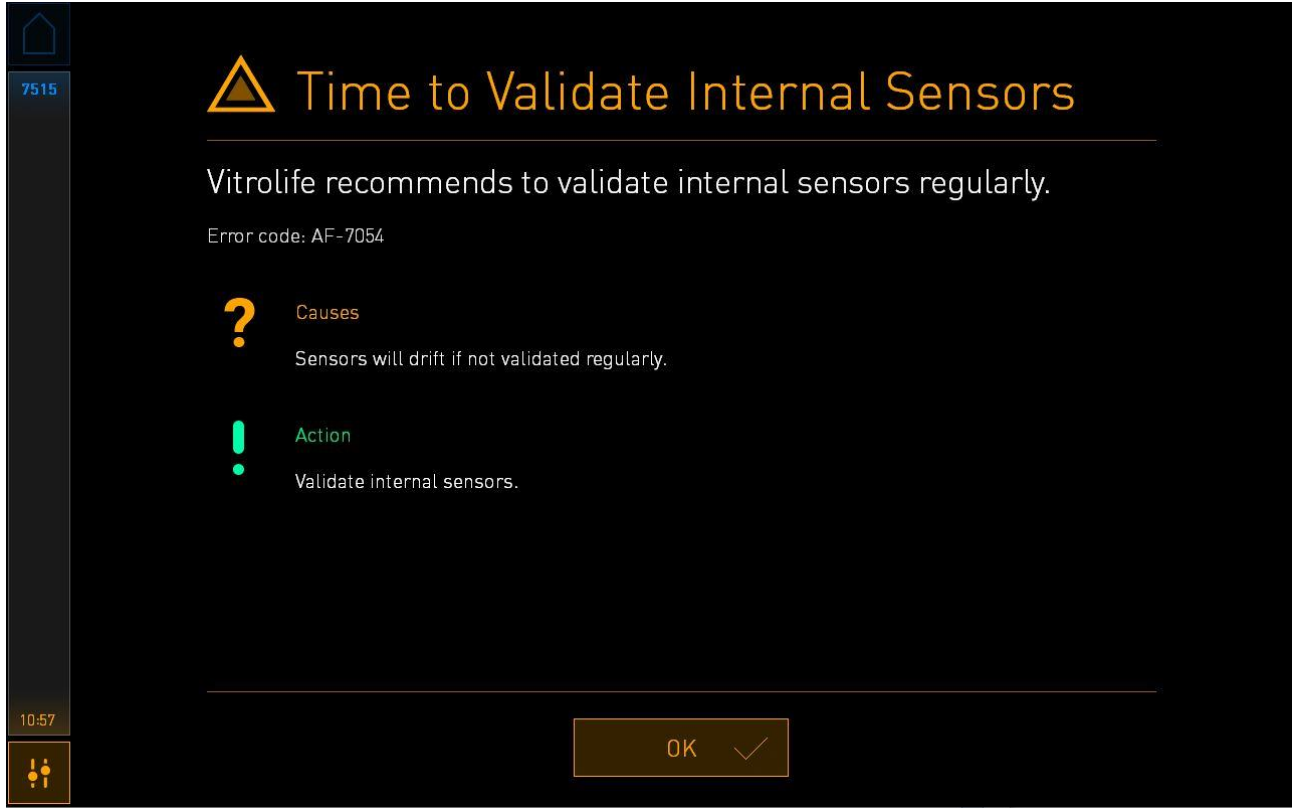 7515
Time to Validate Internal Sensors
Vitrolife recommends to validate internal sensors regularly.
Error code: AF-7054
?
Causes
Sensors will drift if not validated regularly.
!
Action
Validate internal sensors.
10:57
OK